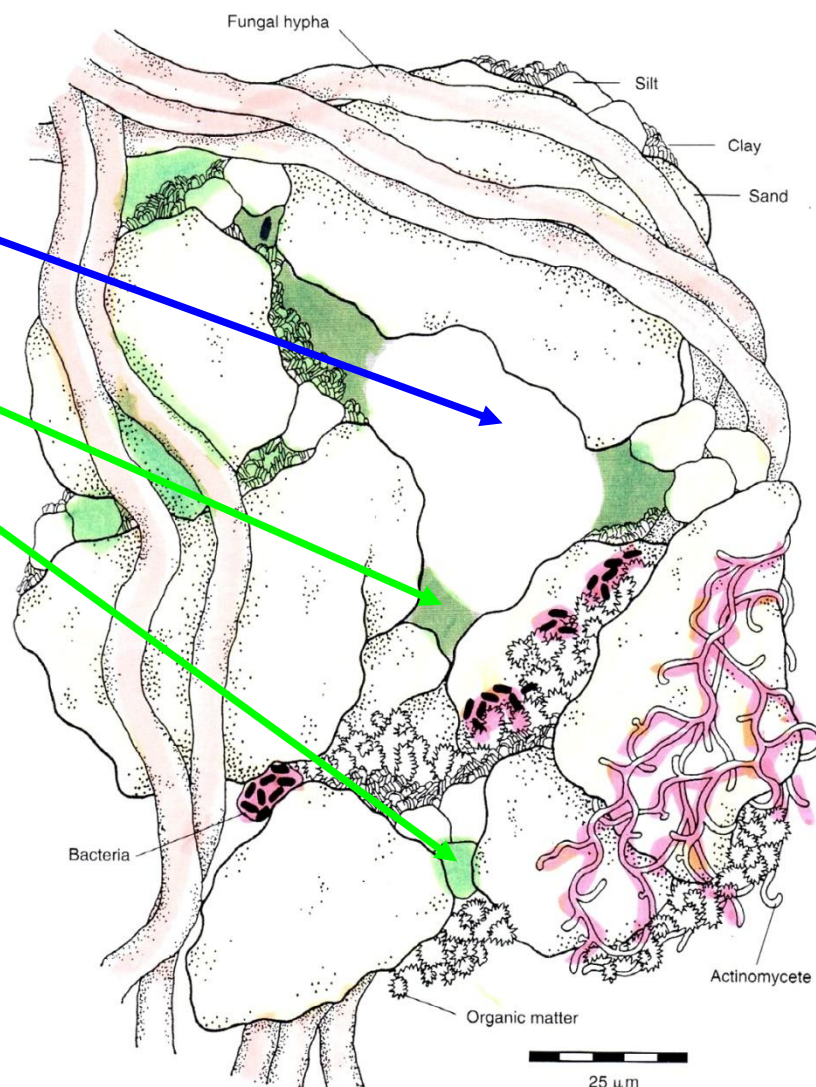 Fungal hypha
Silt
Clay
Sand
Bacteria
Actinomycete
Organic matter
25 μm